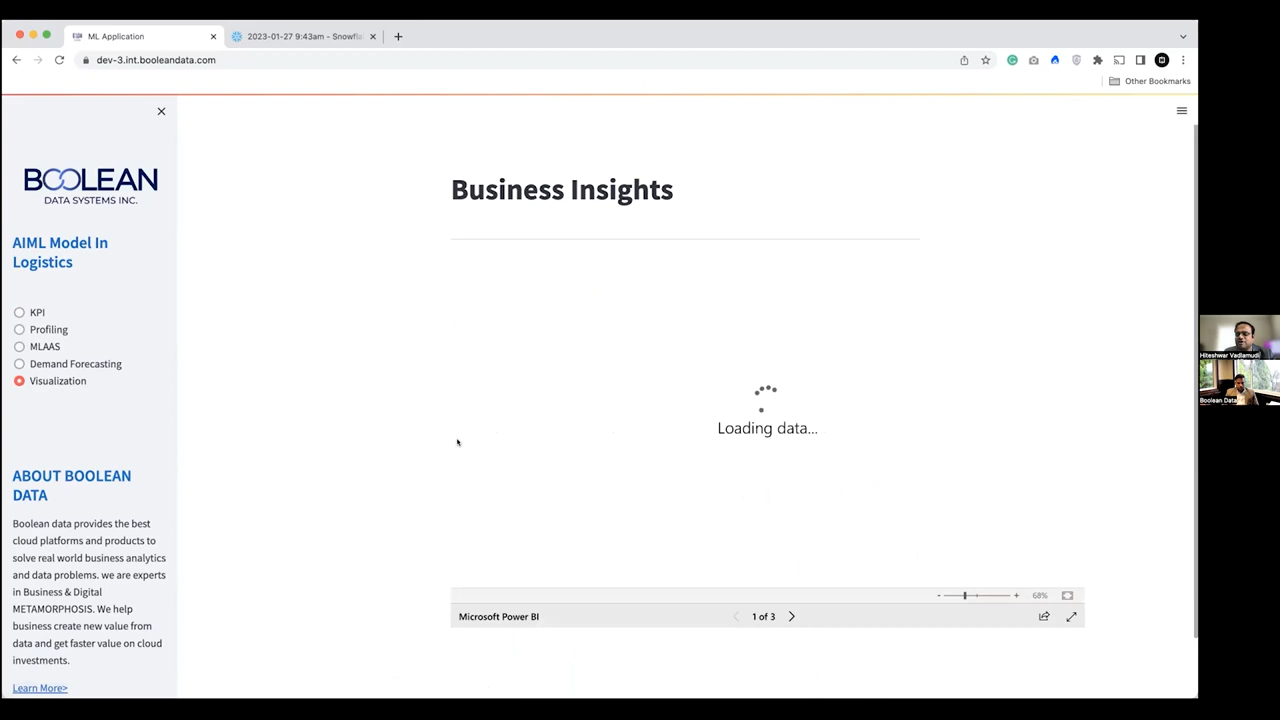 ML Application
2023-01-27 9:43am - Snowfla
dev-3.int.booleandata.com
Other Bookmarks
BOOLEAN
DATA SYSTEMS INC.
AIML Model In
Logistics
KPI
Profiling
MLAAS
Demand Forecasting
Visualization
ABOUT BOOLEAN
DATA
Boolean data provides the best
cloud platforms and products to
solve real world business analytics
and data problems. we are experts
in Business & Digital
METAMORPHOSIS. We help
business create new value from
data and get faster value on cloud
investments.
Learn More>
Business Insights
Loading data...
68%
Microsoft Power BI
1 of 3
Hiteshwar Vadlamudi
Boolean Data